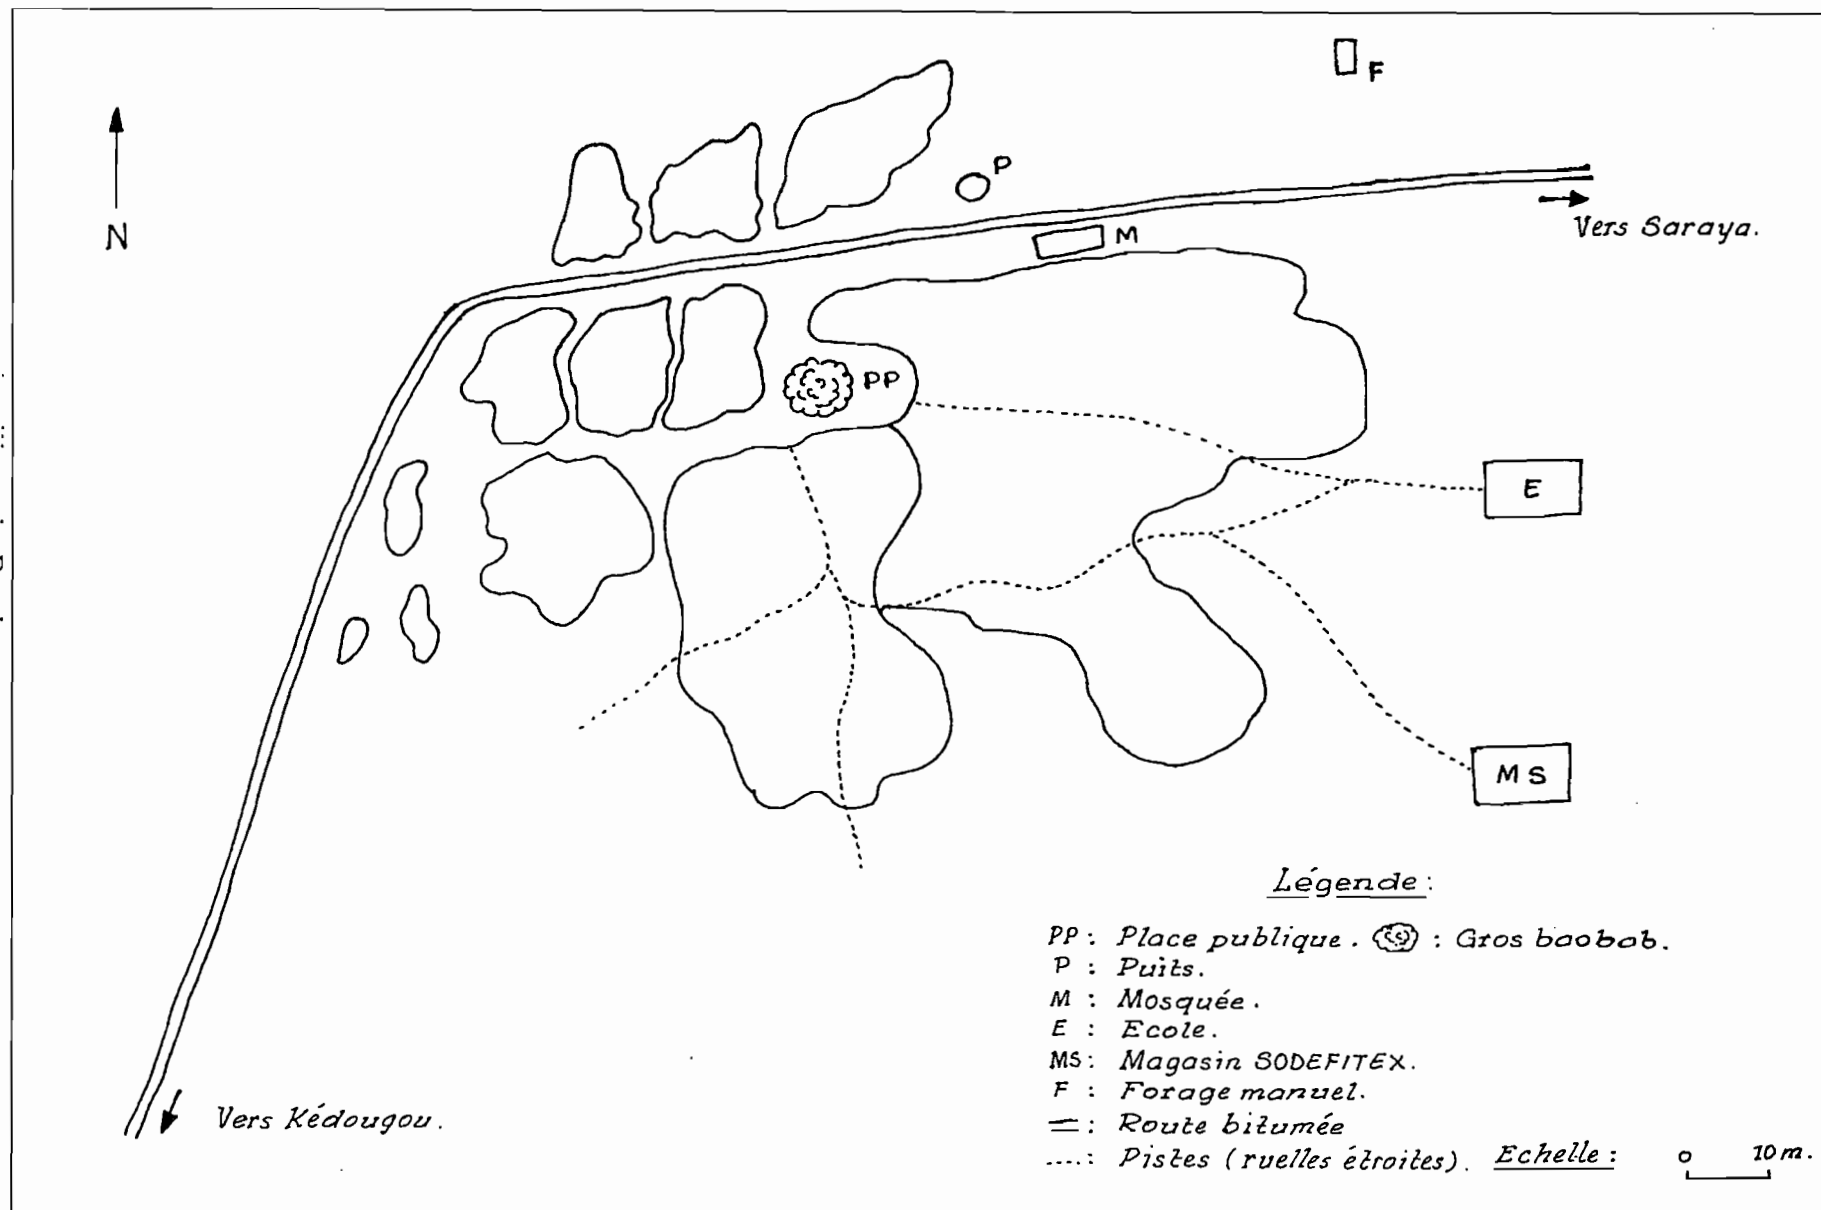 F
N
P
Vers Saraya.
M
PP
E
MS
Légende :
PP : Place publique. : Gros baobab.
P : Puits.
M : Mosquée.
E : Ecole.
MS : Magasin SODEFITEX.
F : Forage manuel.
= : Route bitumée
.... : Pistes (ruelles étroites). Echelle : 0 10 m.
Vers Kédougou.